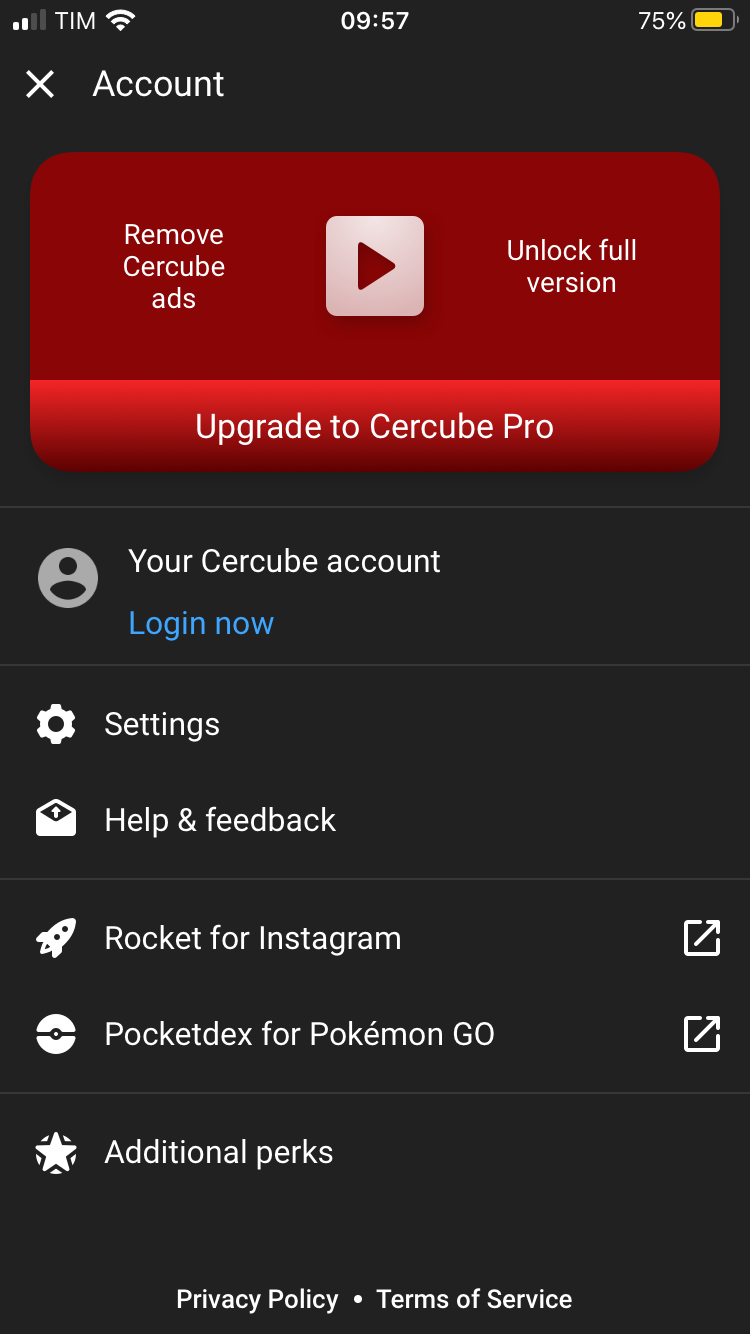 TIM 09:57 75%
Account
Remove
Cercube
ads
Unlock full
version
Upgrade to Cercube Pro
Your Cercube account
Login now
Settings
Help & feedback
Rocket for Instagram
Pocketdex for Pokémon GO
Additional perks
Privacy Policy • Terms of Service